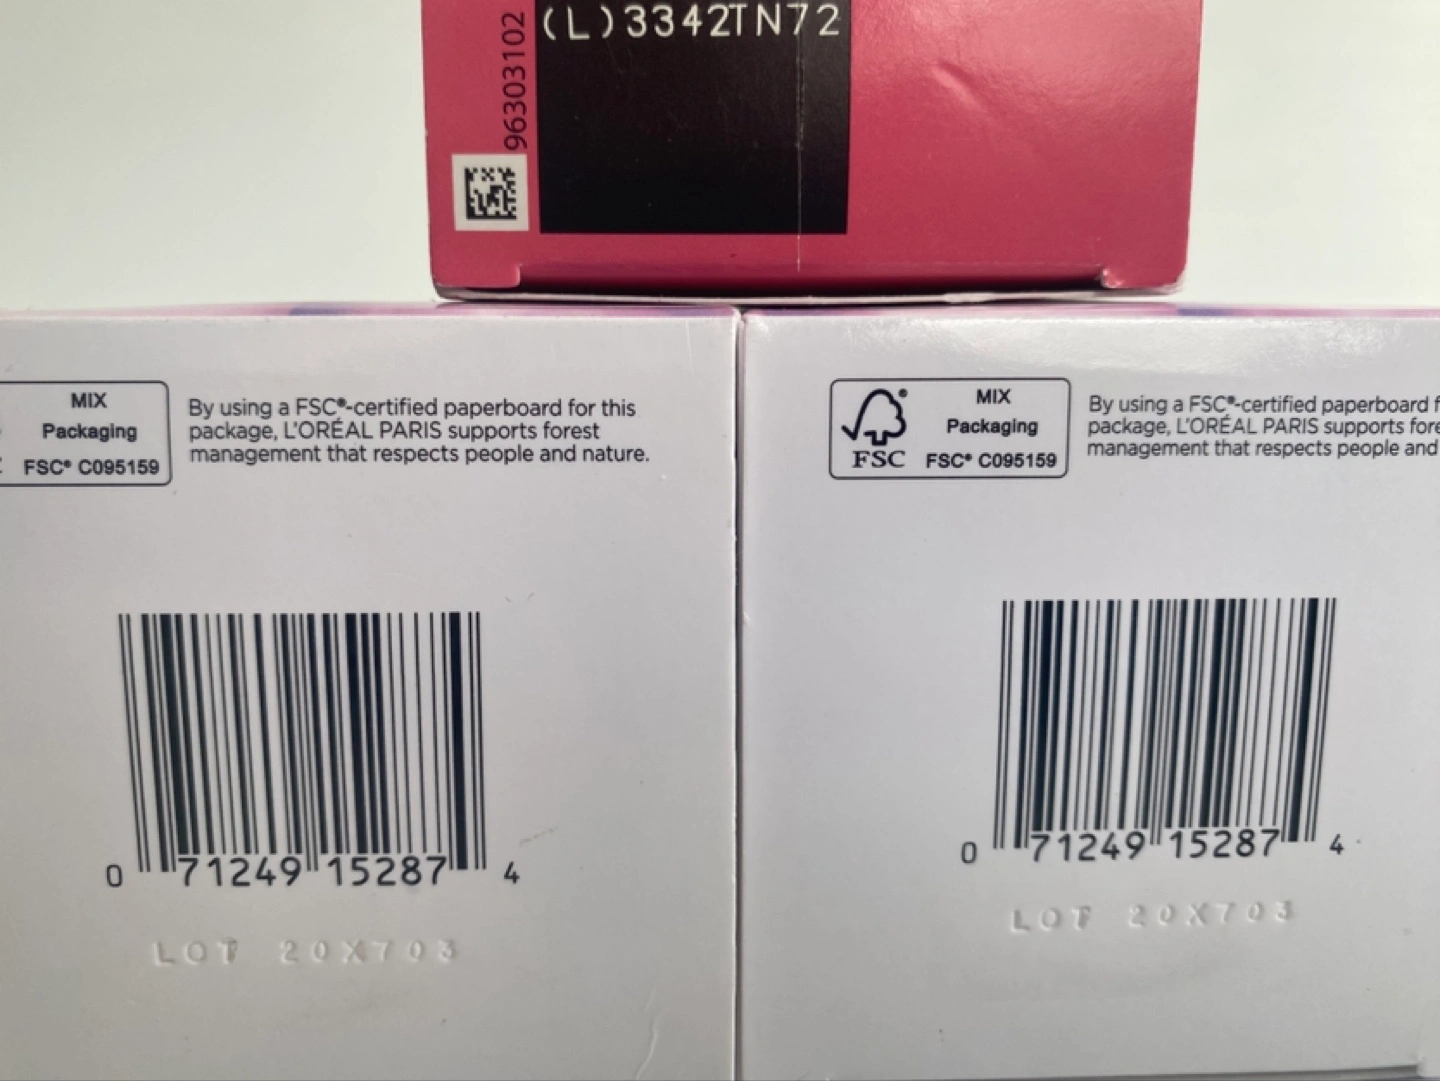 (L)3342TN72
96303102
MIX
Packaging
FSC® C095159
By using a FSC®-certified paperboard for this
package, L'ORÉAL PARIS supports forest
management that respects people and nature.
0 71249 15287 4
LOT 20X703
FSC
MIX
Packaging
FSC® C095159
By using a FSC®-certified paperboard f
package, L'ORÉAL PARIS supports fore
management that respects people and
0 71249 15287 4
LOT 20X703